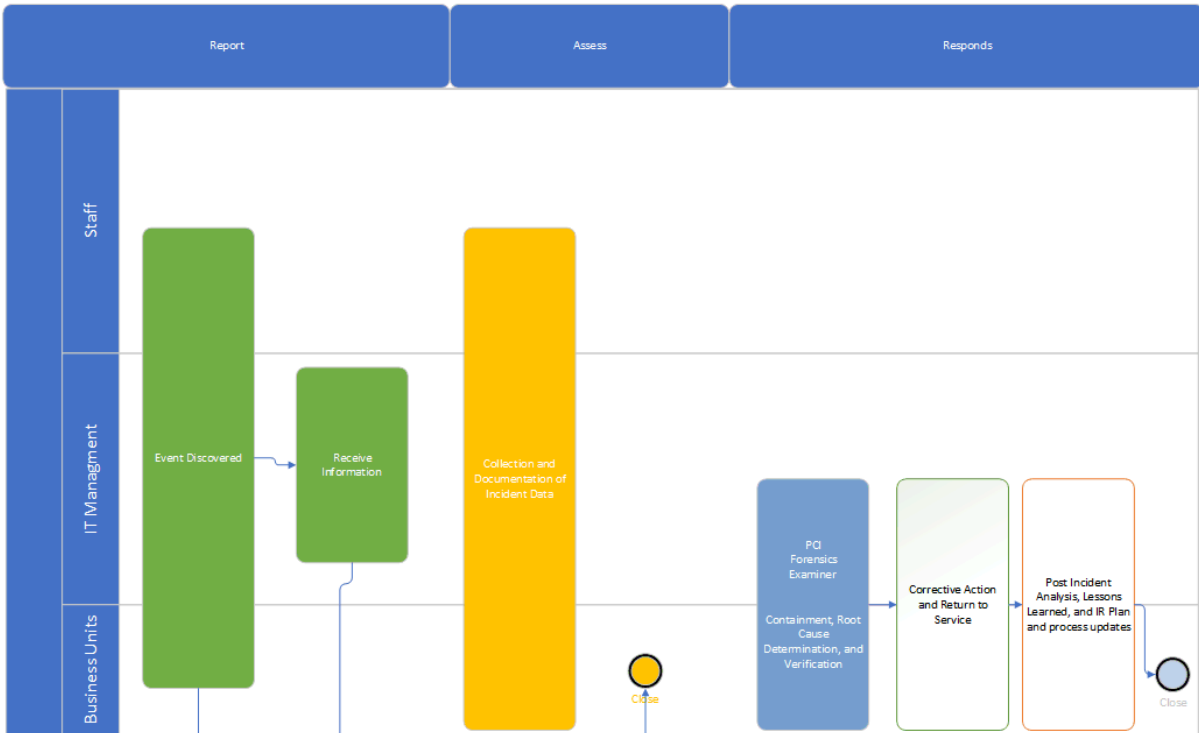 Report
Assess
Responds
Staff
IT Managment
Business Units
Event Discovered
Receive
Information
Collection and
Documentation of
Incident Data
Close
PCI
Forensics
Examiner
Containment, Root
Cause
Determination, and
Verification
Corrective Action
and Return to
Service
Post Incident
Analysis, Lessons
Learned, and IR Plan
and process updates
Close